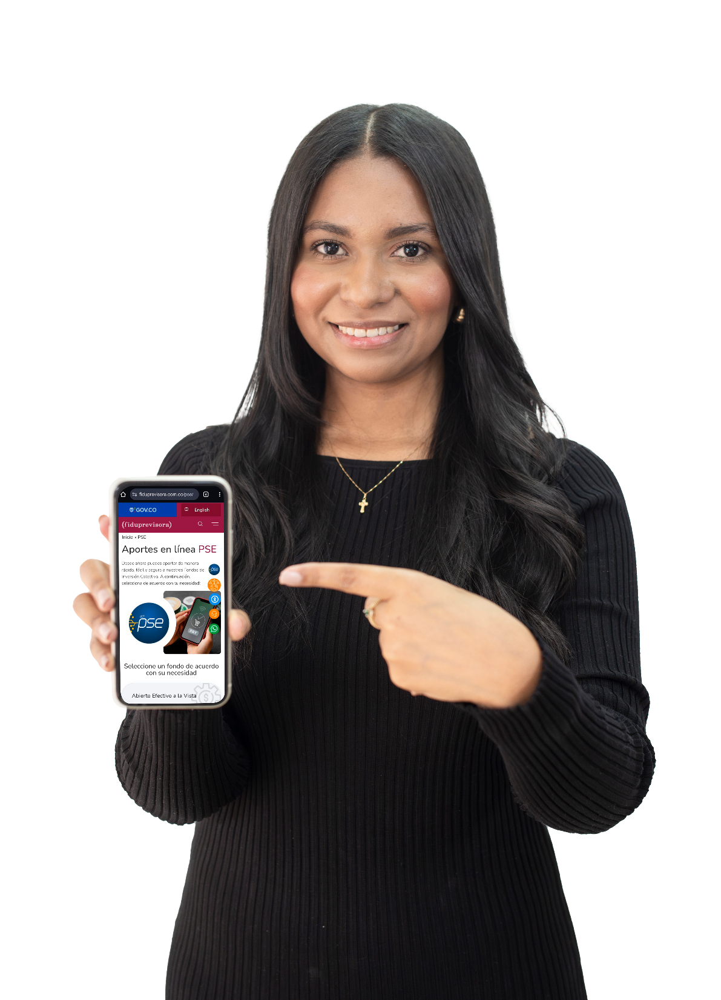 fiduprevisora.com.co/pse/
GOV.CO
English
{fiduprevisora}
Inicio » PSE
Aportes en línea PSE
Desde ahora puedes aportar de manera
rápida, fácil y segura a nuestros Fondos de
Inversión Colectiva. A continuación,
selecciona de acuerdo con tu necesidad:
pse
ach
pse
PAY
Seleccione un fondo de acuerdo
con su necesidad
Abierto Efectivo a la Vista